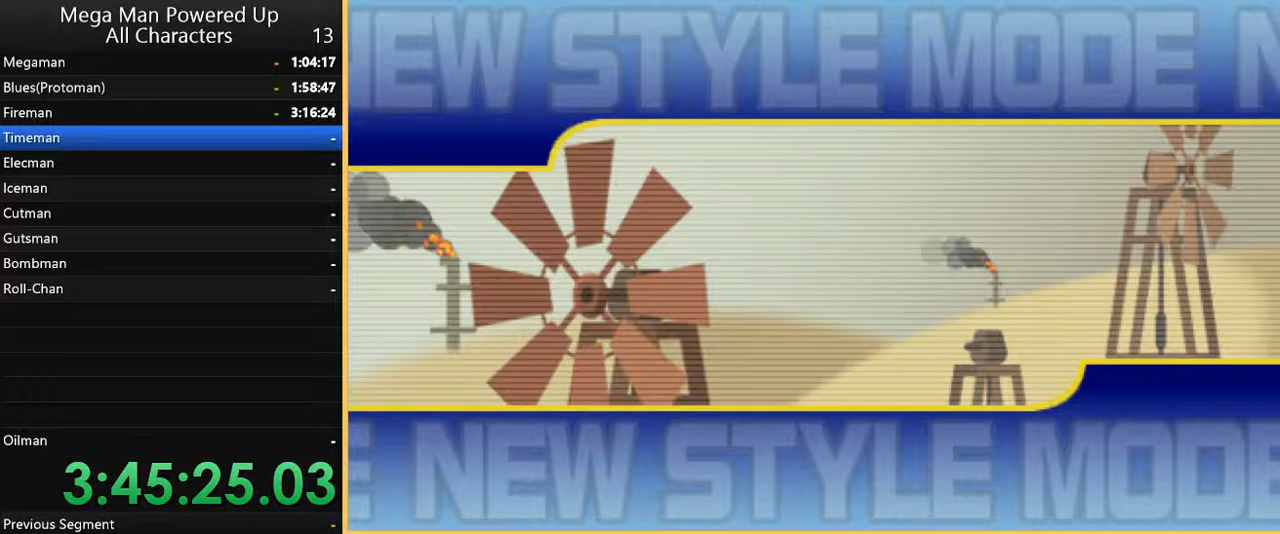 Mega Man Powered Up
All Characters 13
Megaman - 1:04:17
Blues(Protoman) - 1:58:47
Fireman - 3:16:24
Timeman -
Elecman -
Iceman -
Cutman -
Gutsman -
Bombman -
Roll-Chan -
Oilman -
3:45:25.03
Previous Segment -
NEW STYLE MODE N
E NEW STYLE MODE